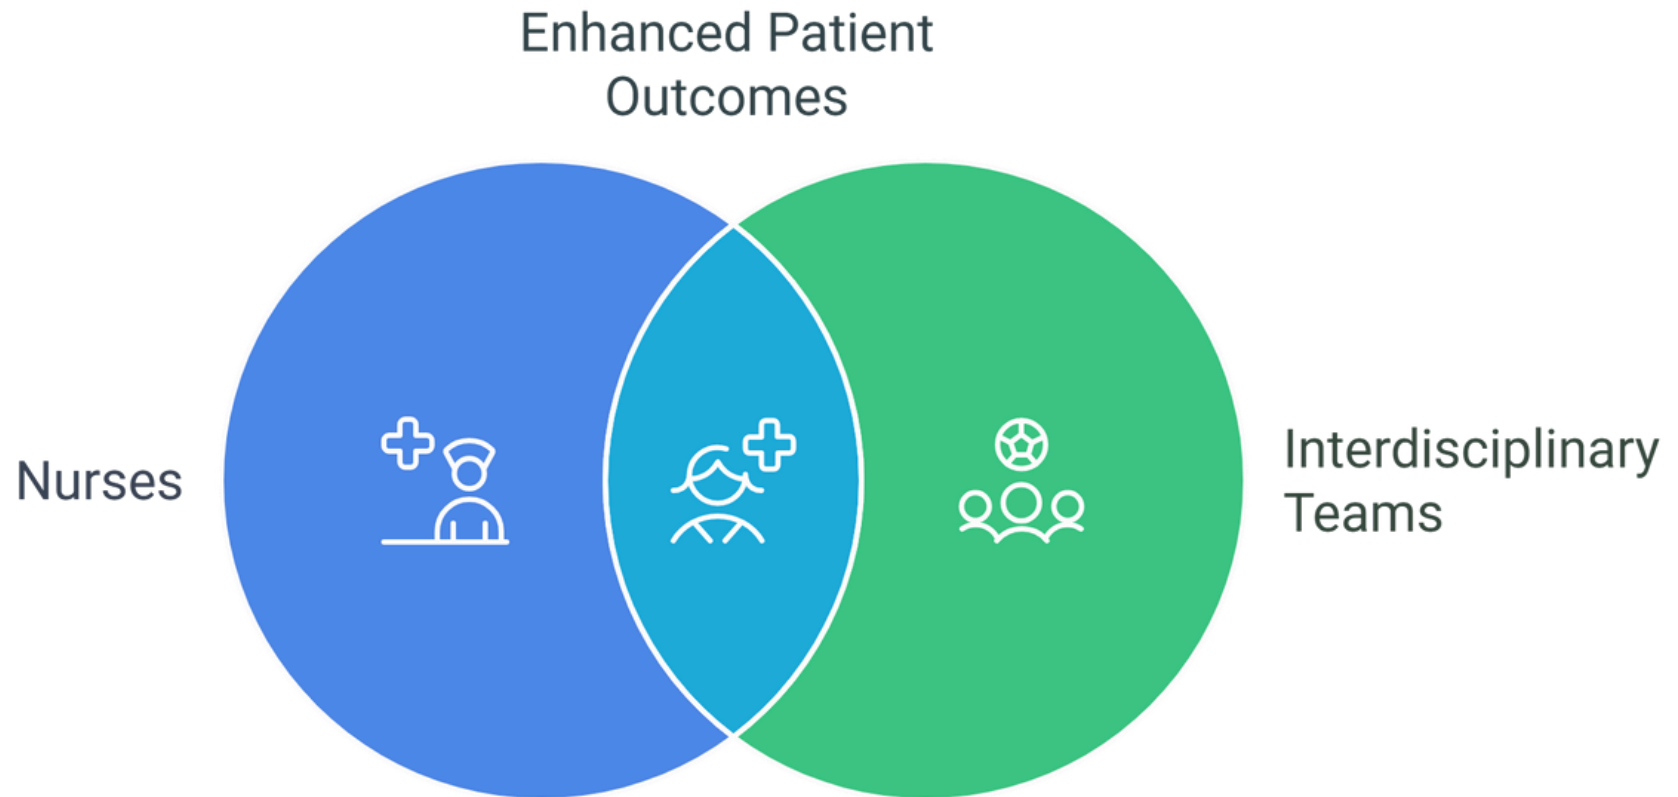 Enhanced Patient
Outcomes
Nurses
Interdisciplinary
Teams